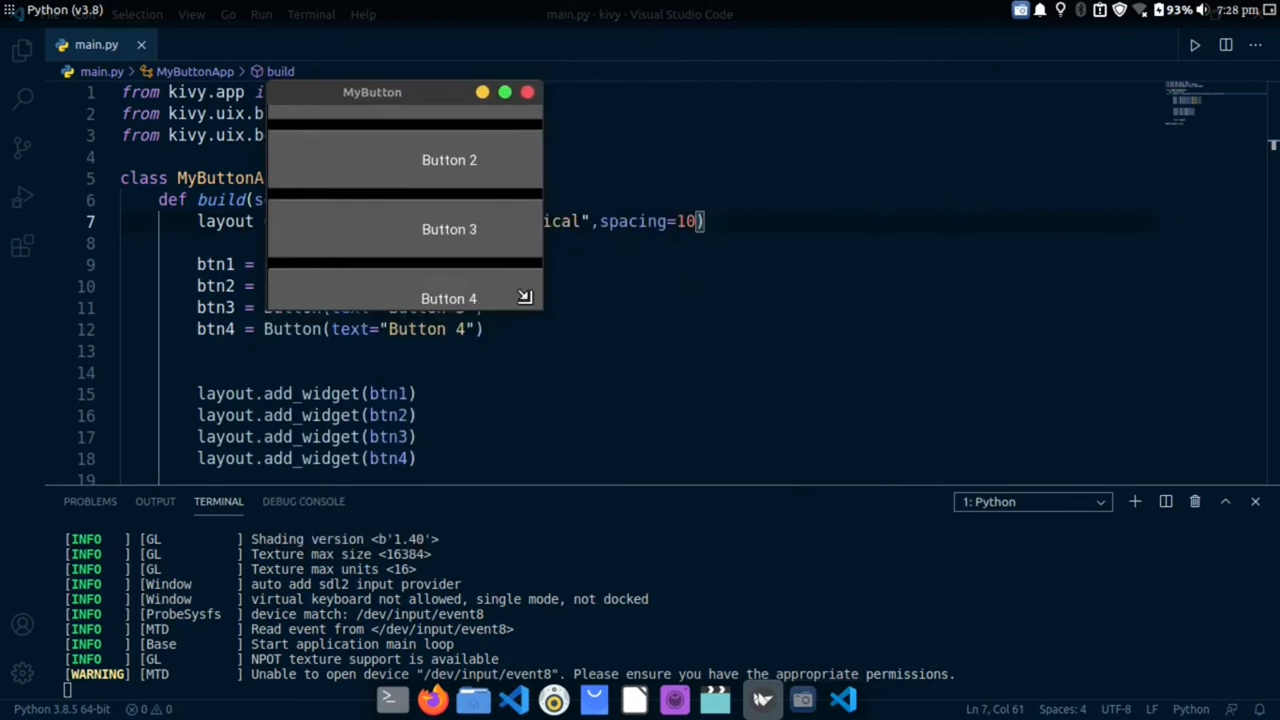 Python (v3.8)
Selection View Go Run Terminal Help main.py - kivy - Visual Studio Code
93% 7:28 pm
main.py
main.py > MyButtonApp > build
MyButton
Button 2
Button 3
Button 4
1 from kivy.app i
2 from kivy.uix.b
3 from kivy.uix.b
4
5 class MyButtonA
6 def build(s
7 layout ical",spacing=10)
8
9 btn1 =
10 btn2 =
11 btn3 =
12 btn4 = Button(text="Button 4")
13
14
15 layout.add_widget(btn1)
16 layout.add_widget(btn2)
17 layout.add_widget(btn3)
18 layout.add_widget(btn4)
19
PROBLEMS OUTPUT TERMINAL DEBUG CONSOLE 1: Python
[INFO ] [GL ] Shading version <b'1.40'>
[INFO ] [GL ] Texture max size <16384>
[INFO ] [GL ] Texture max units <16>
[INFO ] [Window ] auto add sdl2 input provider
[INFO ] [Window ] virtual keyboard not allowed, single mode, not docked
[INFO ] [ProbeSysfs ] device match: /dev/input/event8
[INFO ] [MTD ] Read event from </dev/input/event8>
[INFO ] [Base ] Start application main loop
[INFO ] [GL ] NPOT texture support is available
[WARNING] [MTD ] Unable to open device "/dev/input/event8". Please ensure you have the appropriate permissions.
Python 3.8.5 64-bit 0 0 Ln 7, Col 61 Spaces: 4 UTF-8 LF Python